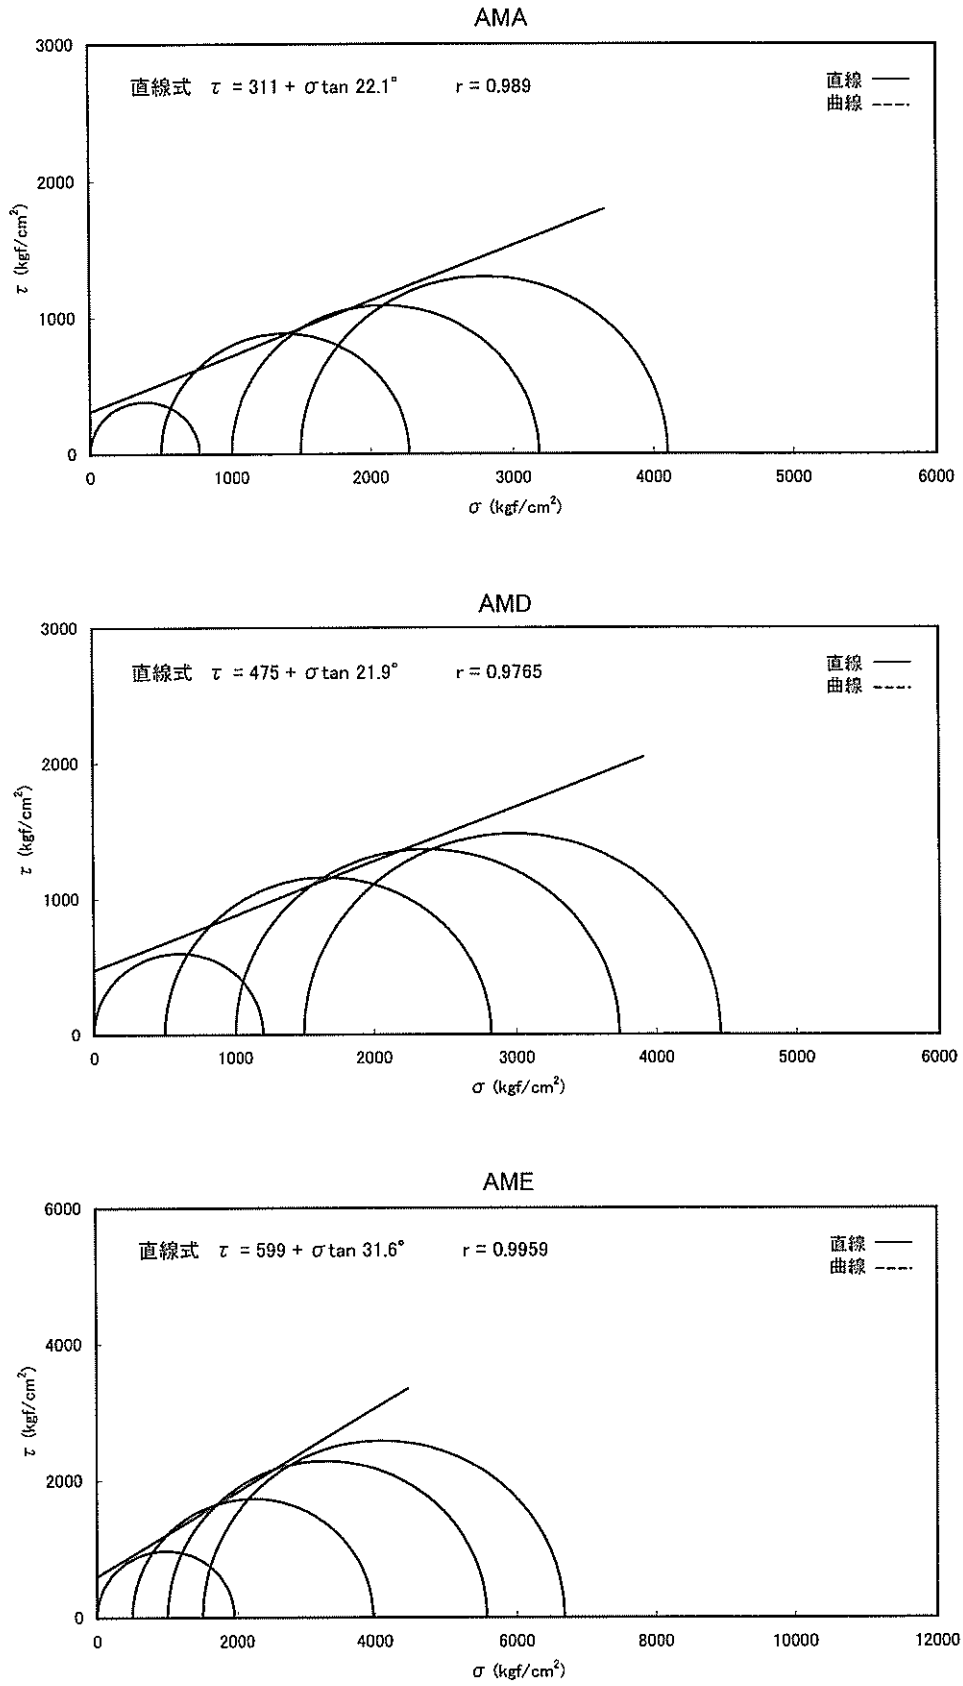 AMA
3000
直線式 τ = 311 + σtan 22.1° r = 0.989
直線
曲線
2000
τ (kgf/cm²)
1000
0
0 1000 2000 3000 4000 5000 6000
σ (kgf/cm²)
AMD
3000
直線式 τ = 475 + σtan 21.9° r = 0.9765
直線
曲線
2000
τ (kgf/cm²)
1000
0
0 1000 2000 3000 4000 5000 6000
σ (kgf/cm²)
AME
6000
直線式 τ = 599 + σtan 31.6° r = 0.9959
直線
曲線
4000
τ (kgf/cm²)
2000
0
0 2000 4000 6000 8000 10000 12000
σ (kgf/cm²)